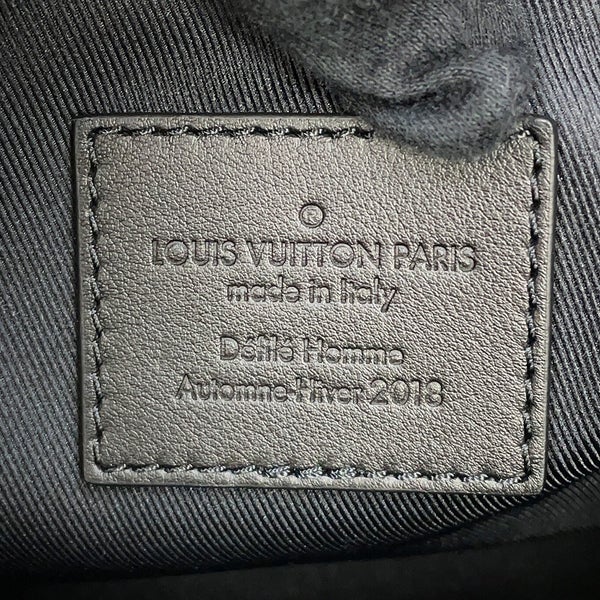 ©
LOUIS VUITTON PARIS
made in Italy
Défilé Homme
Automne-Hiver 2018